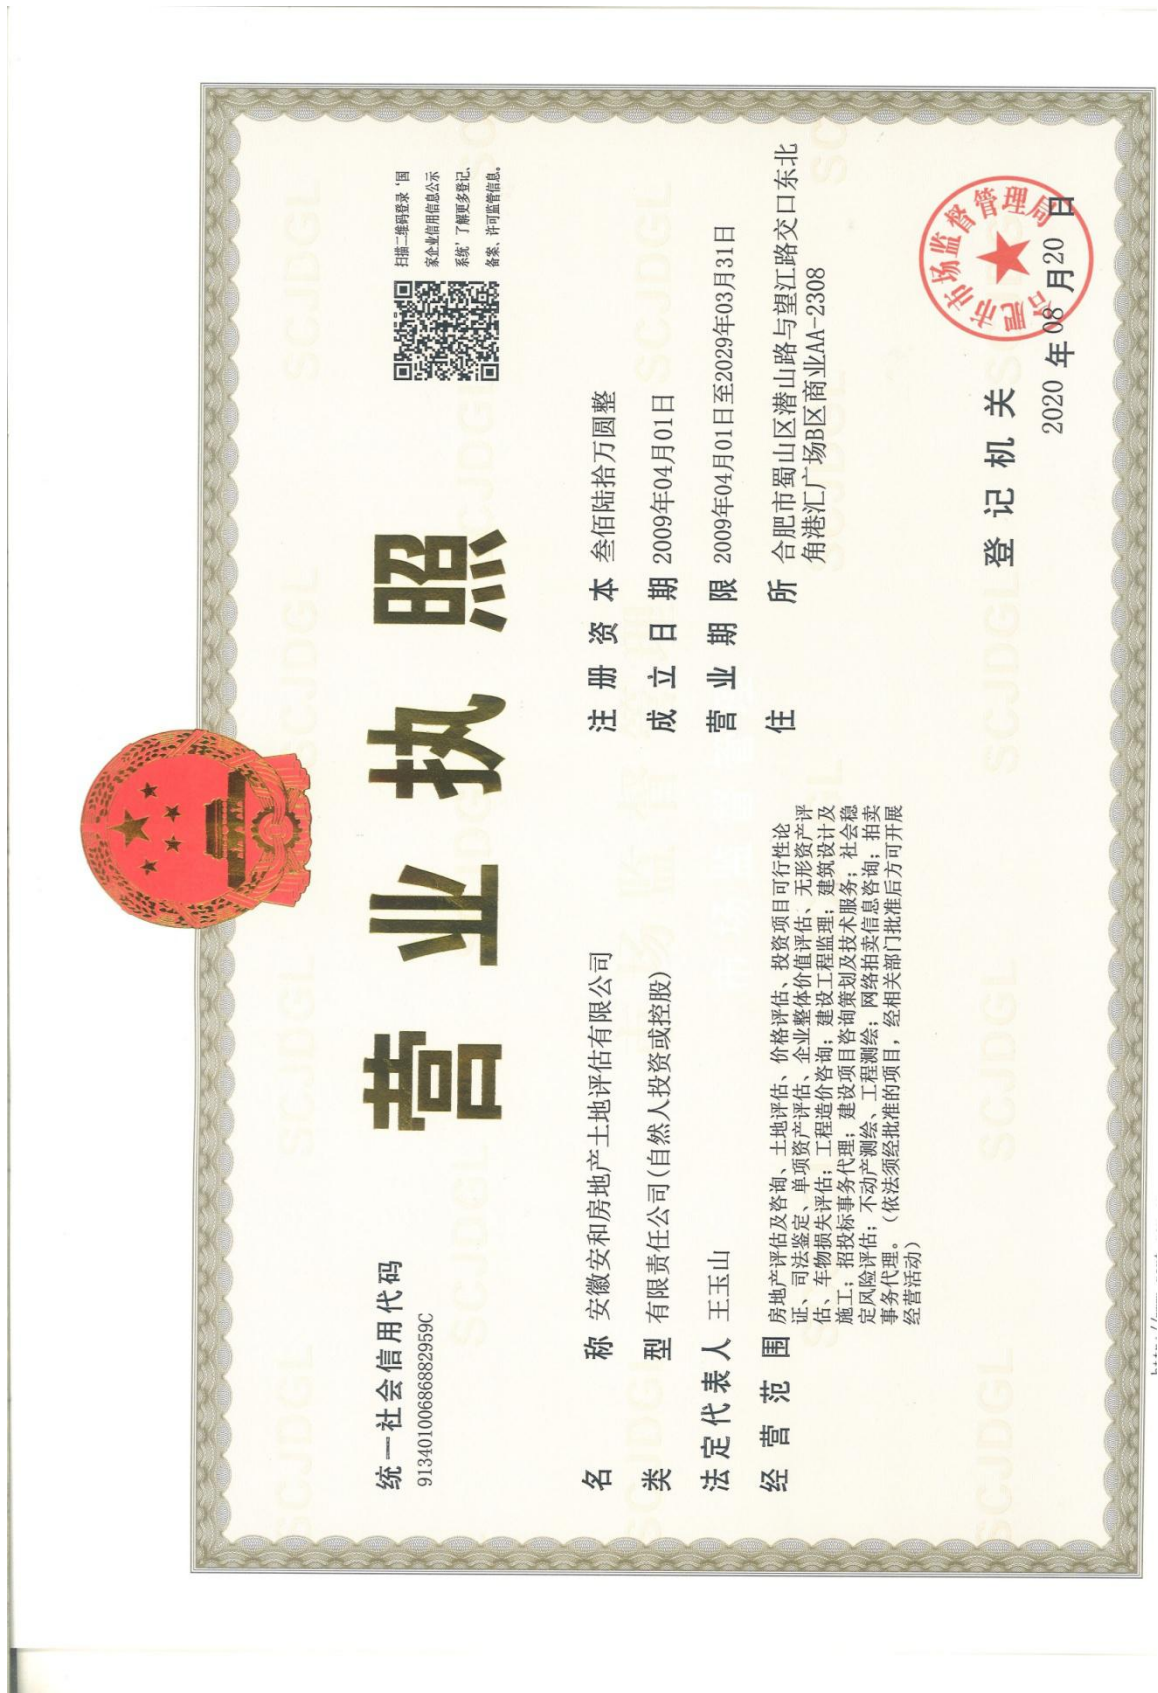 统一社会信用代码
91340100686882959C
营业执照
扫描二维码登录‘国
家企业信用信息公示
系统’了解更多登记、
备案、许可监管信息。
名称 安徽安和房地产土地评估有限公司
类型 有限责任公司(自然人投资或控股)
法定代表人 王玉山
经营范围 房地产评估及咨询、土地评估、价格评估、投资项目可行性论
证、司法鉴定、单项资产评估、企业整体价值评估、无形资产评
估、车物损失评估；工程造价咨询；建设工程监理；建筑设计及
施工；招投标事务代理；建设项目咨询策划及技术服务；社会稳
定风险评估；不动产测绘、工程测绘；网络拍卖信息咨询；拍卖
事务代理。（依法须经批准的项目，经相关部门批准后方可开展
经营活动）
注册资本 叁佰陆拾万圆整
成立日期 2009年04月01日
营业期限 2009年04月01日至2029年03月31日
住所 合肥市蜀山区潜山路与望江路交口东北
角港汇广场B区商业AA-2308
登记机关
合肥市市场监督管理局
2020年08月20日
SCJDGL